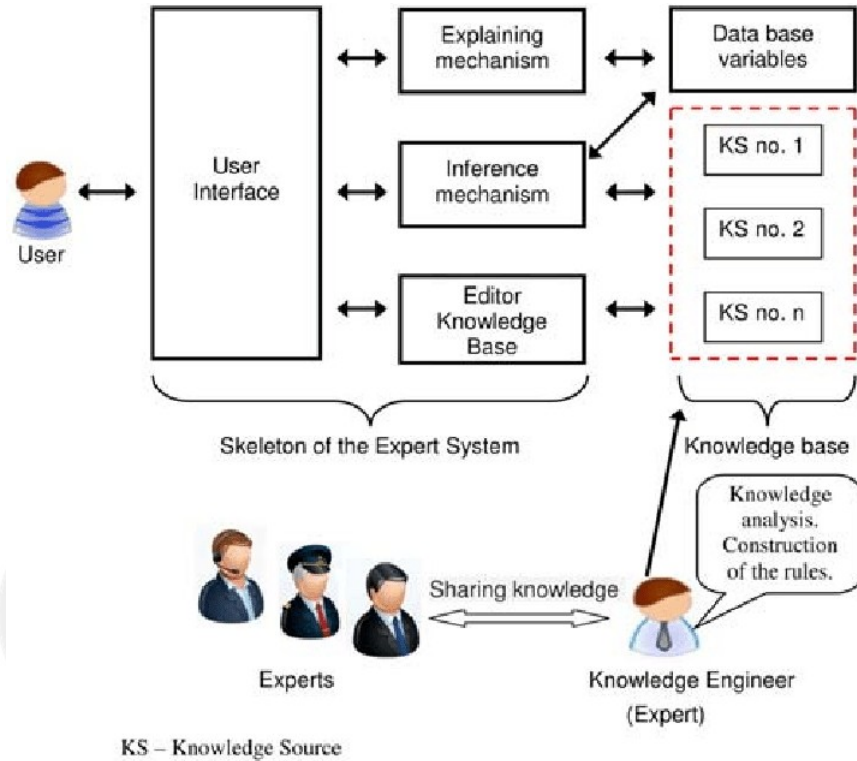 Explaining
mechanism
Data base
variables
User
Interface
Inference
mechanism
KS no. 1
KS no. 2
KS no. n
User
Editor
Knowledge
Base
Skeleton of the Expert System
Knowledge base
Knowledge
analysis.
Construction
of the rules.
Sharing knowledge
Experts
Knowledge Engineer
(Expert)
KS – Knowledge Source